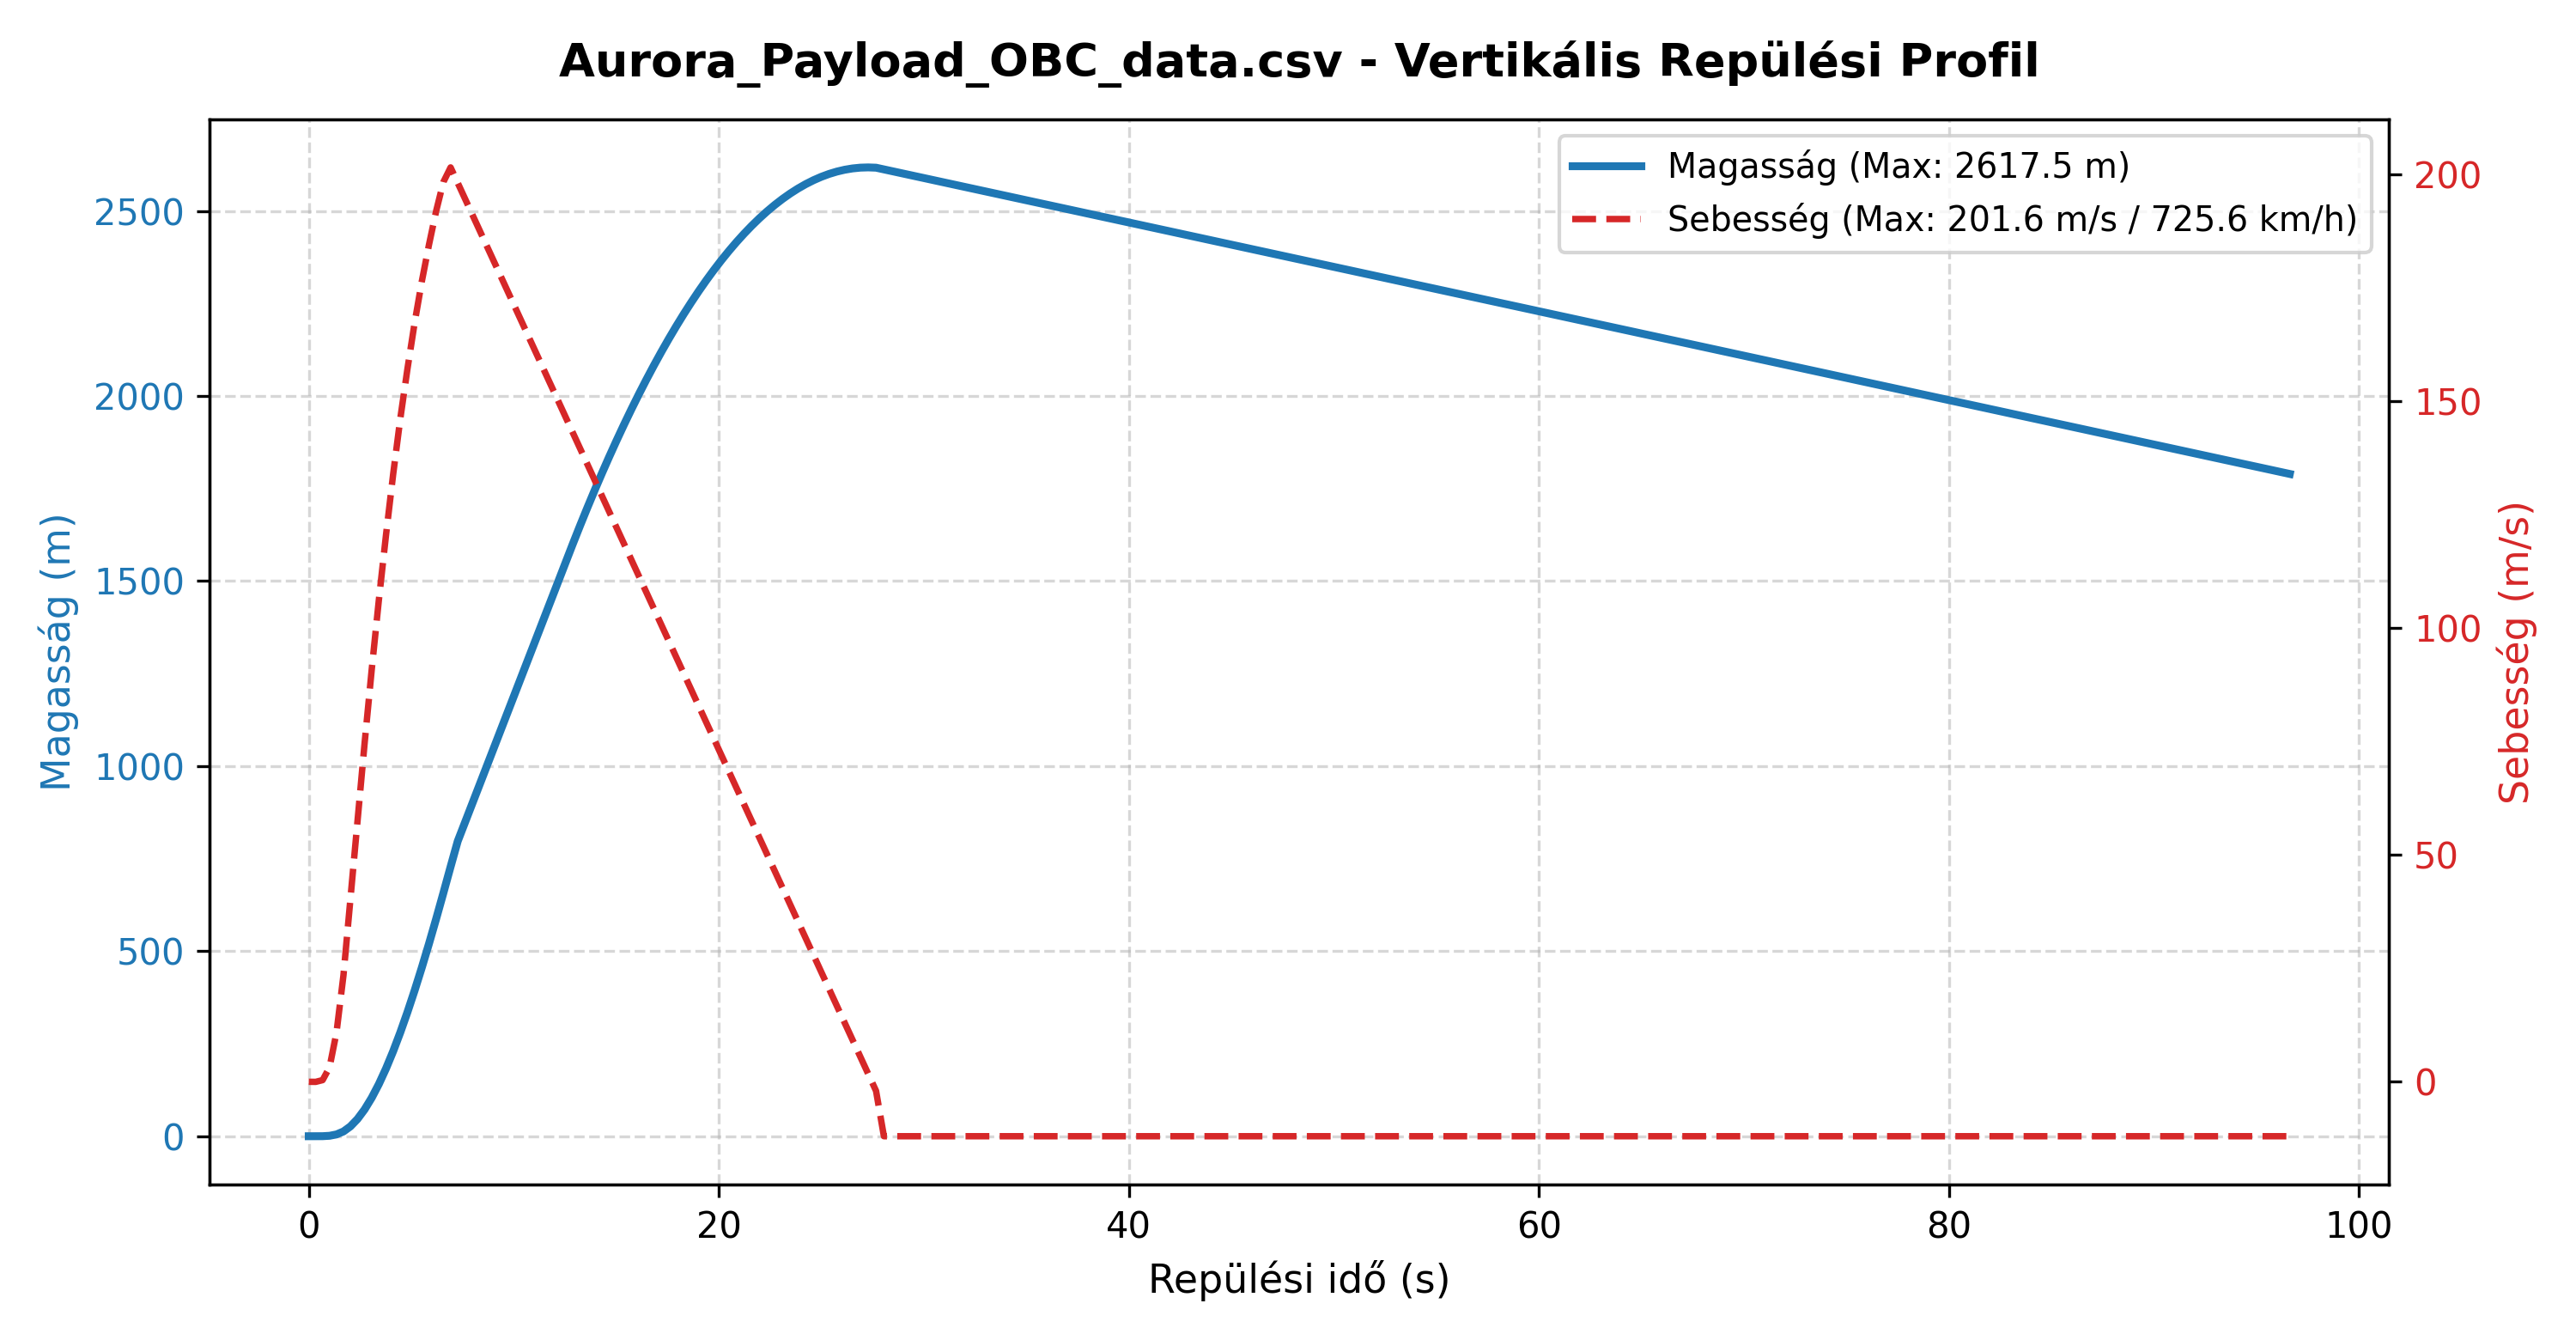 Aurora_Payload_OBC_data.csv - Vertikális Repülési Profil
Magasság (Max: 2617.5 m)
Sebesség (Max: 201.6 m/s / 725.6 km/h)
Magasság (m)
2500
2000
1500
1000
500
0
Sebesség (m/s)
200
150
100
50
0
0
20
40
60
80
100
Repülési idő (s)